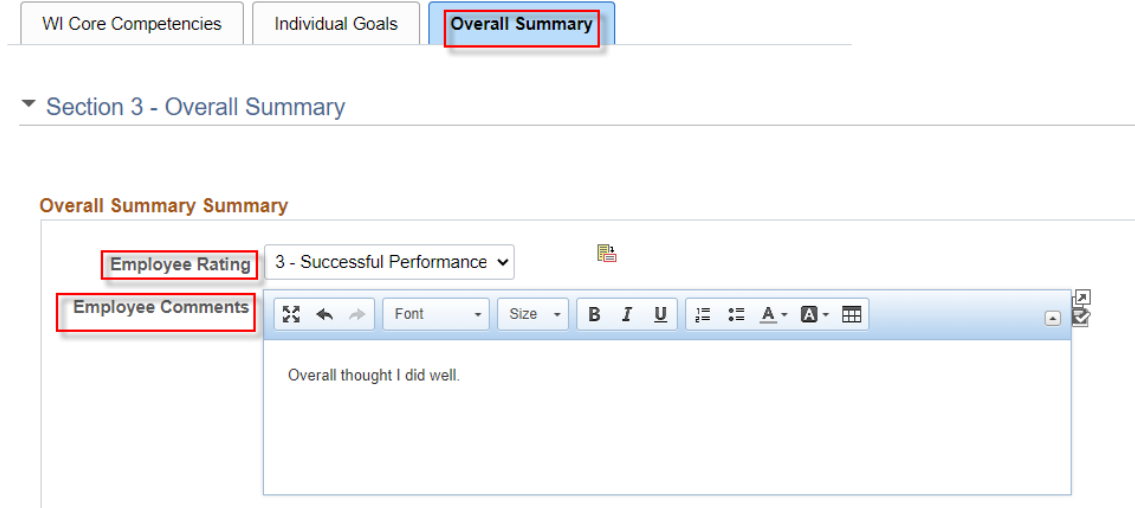 WI Core Competencies Individual Goals Overall Summary
Section 3 - Overall Summary
Overall Summary Summary
Employee Rating 3 - Successful Performance
Employee Comments Font Size B I U A A
Overall thought I did well.